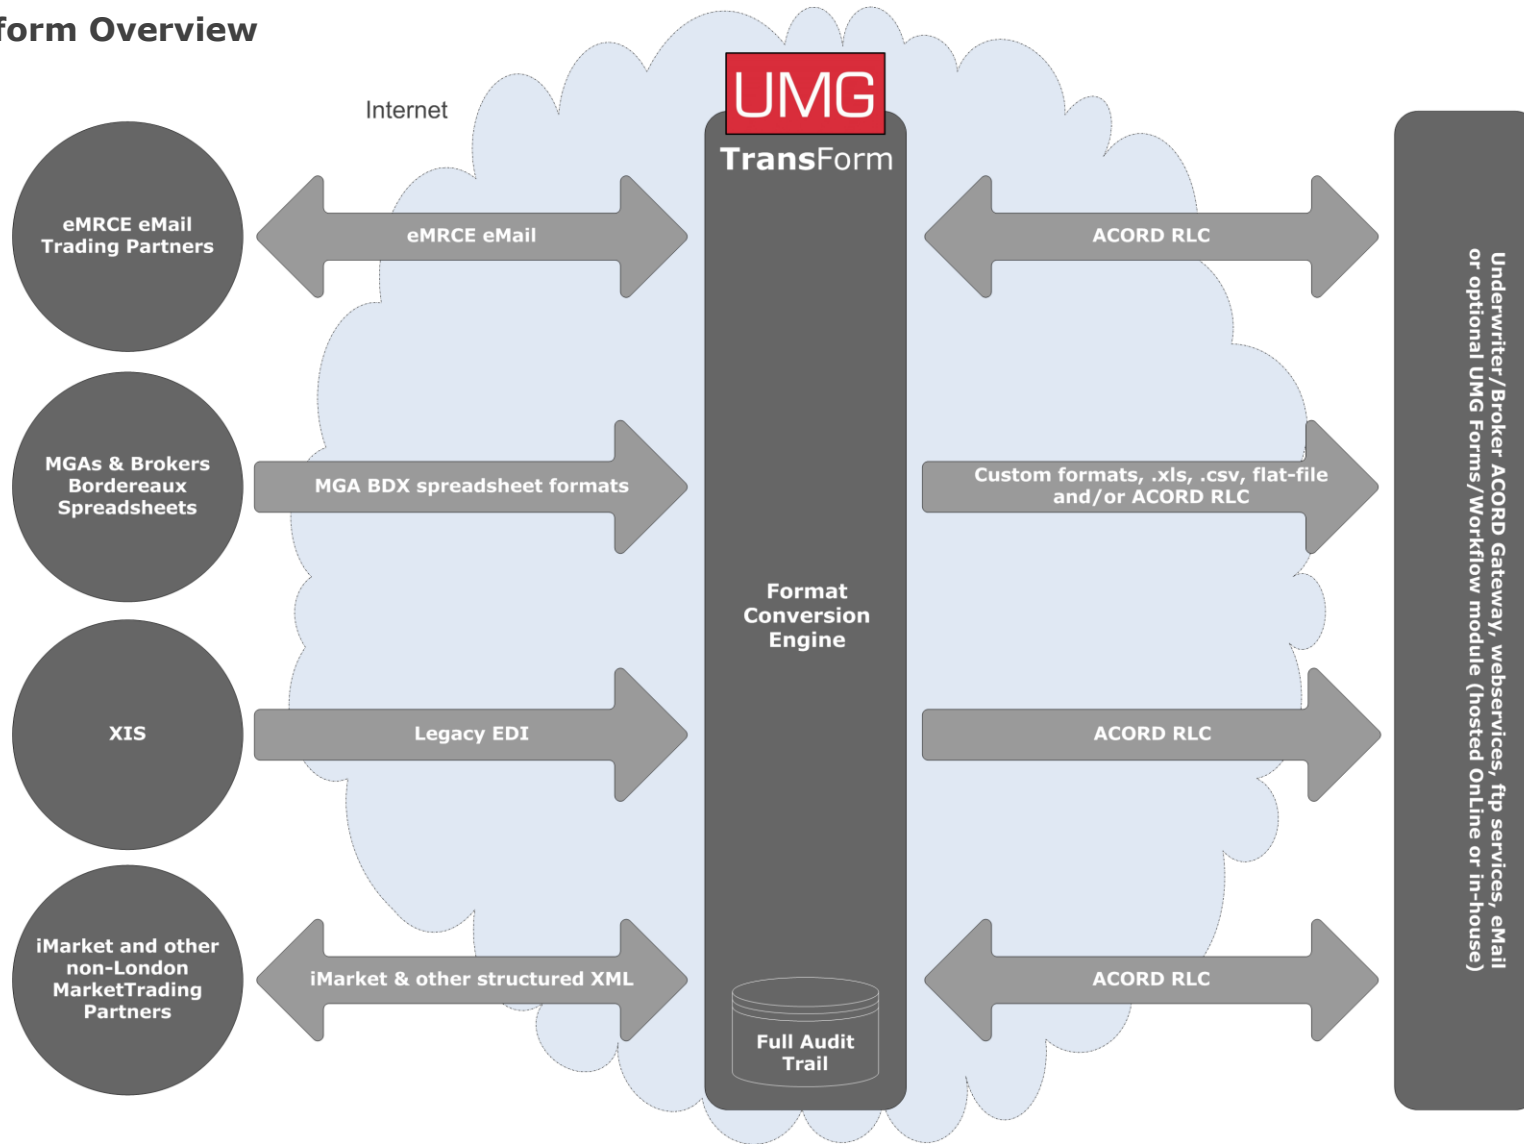 form Overview
Internet
UMG
TransForm
eMRCE eMail
Trading Partners
eMRCE eMail
ACORD RLC
MGAs & Brokers
Bordereaux
Spreadsheets
MGA BDX spreadsheet formats
Custom formats, .xls, .csv, flat-file
and/or ACORD RLC
Format
Conversion
Engine
XIS
Legacy EDI
ACORD RLC
iMarket and other
non-London
MarketTrading
Partners
iMarket & other structured XML
ACORD RLC
Full Audit
Trail
Underwriter/Broker ACORD Gateway, webservices, ftp services, eMail
or optional UMG Forms/Workflow module (hosted OnLine or in-house)